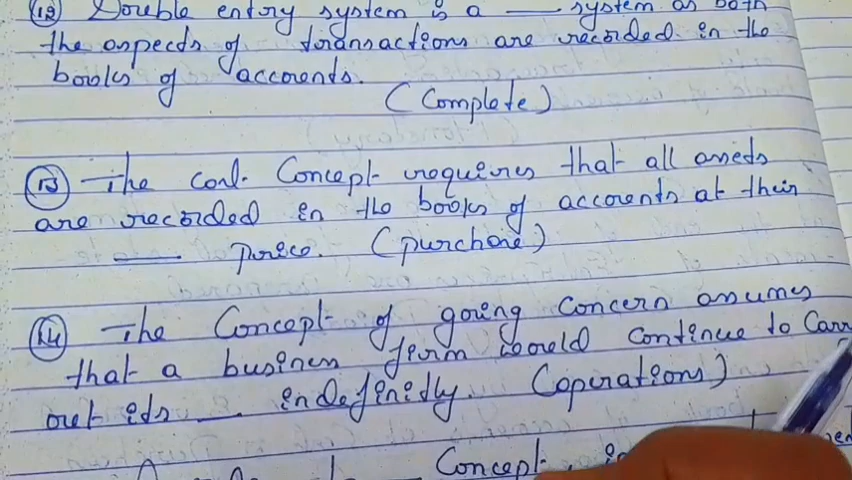 (12) Double entry system is a ___ system as both
the aspects of transactions are recorded in the
books of accounts.
(Complete)
(13) The cost Concept requires that all assets
are recorded in the books of accounts at their
___ price. (purchase)
(14) The Concept of going concern assumes
that a business firm would continue to Carry
out its ___ indefinitely. (operations)
Concept